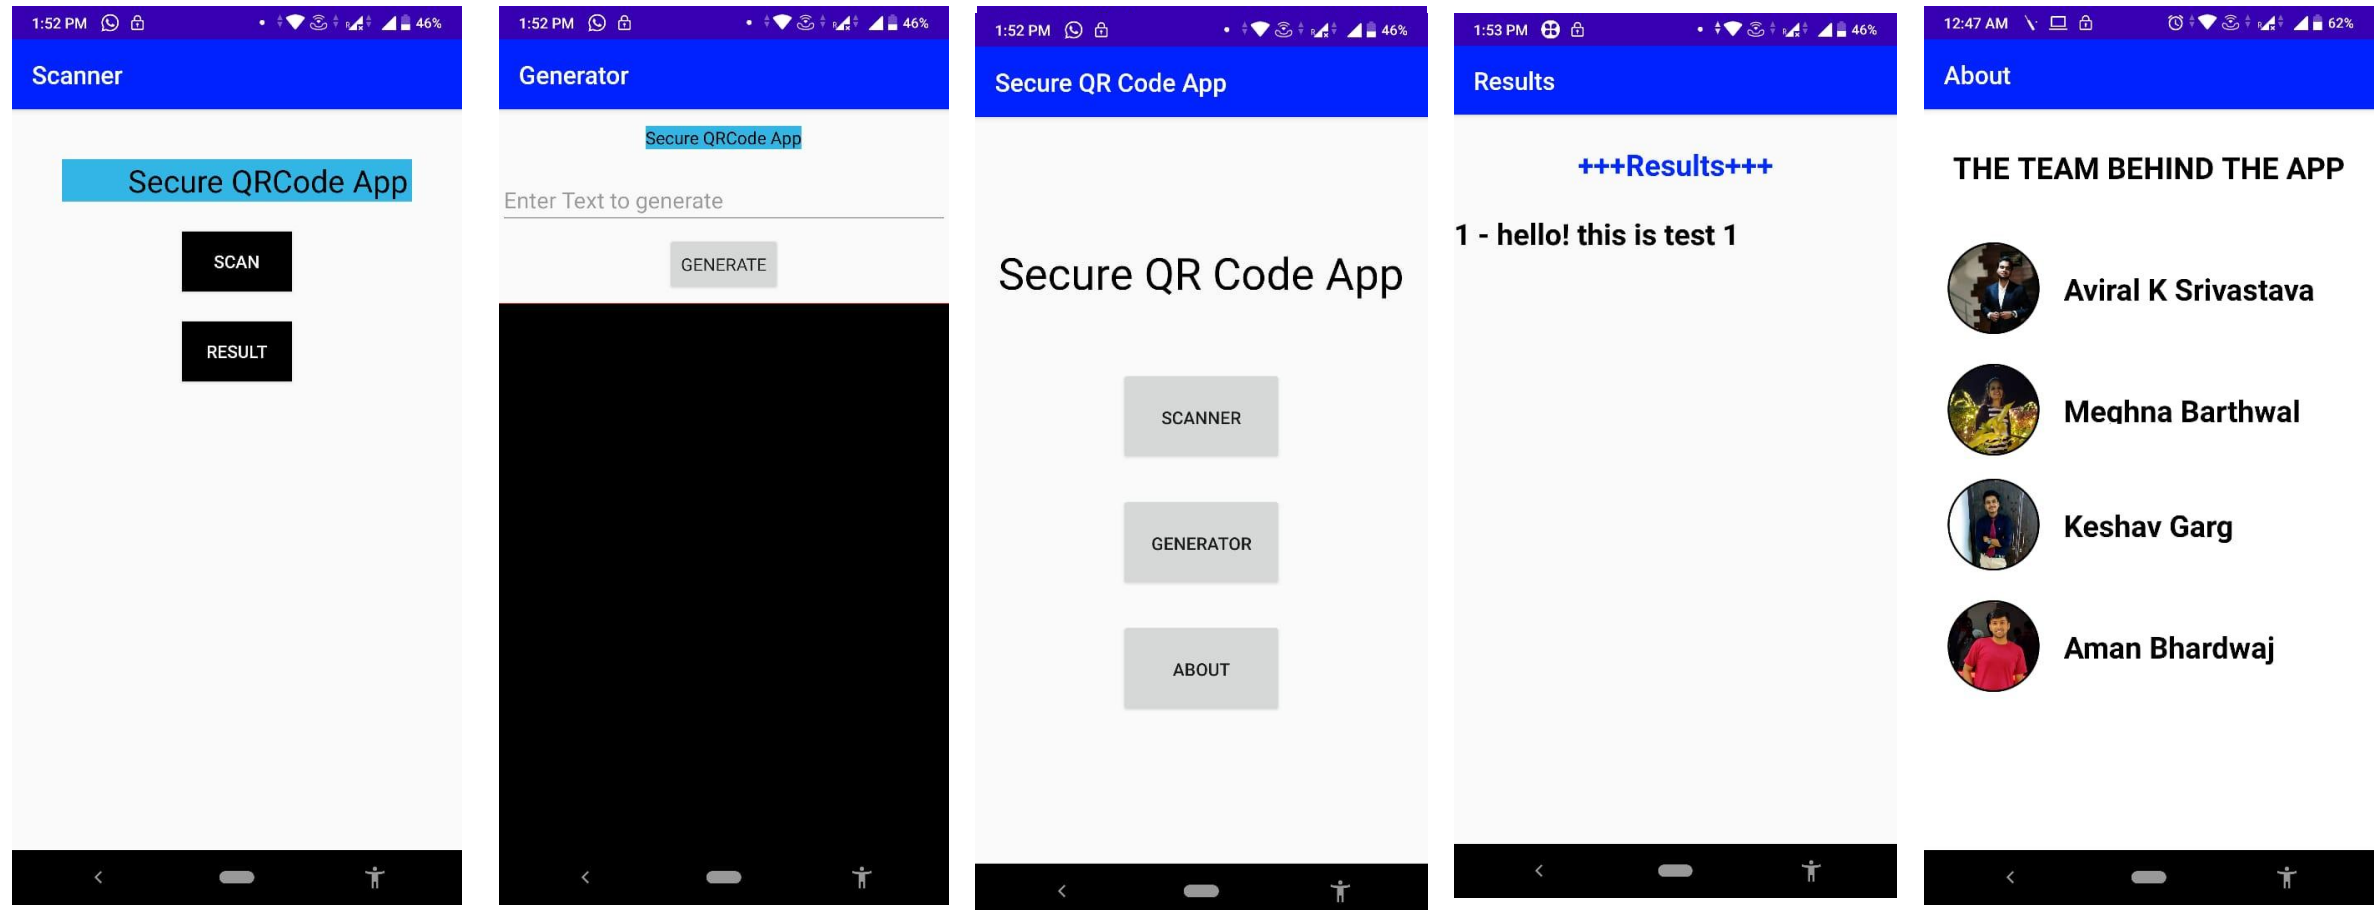 1:52 PM 46%
Scanner
Secure QRCode App
SCAN
RESULT
1:52 PM 46%
Generator
Secure QRCode App
Enter Text to generate
GENERATE
1:52 PM 46%
Secure QR Code App
Secure QR Code App
SCANNER
GENERATOR
ABOUT
1:53 PM 46%
Results
+++Results+++
1 - hello! this is test 1
12:47 AM 62%
About
THE TEAM BEHIND THE APP
Aviral K Srivastava
Meghna Barthwal
Keshav Garg
Aman Bhardwaj